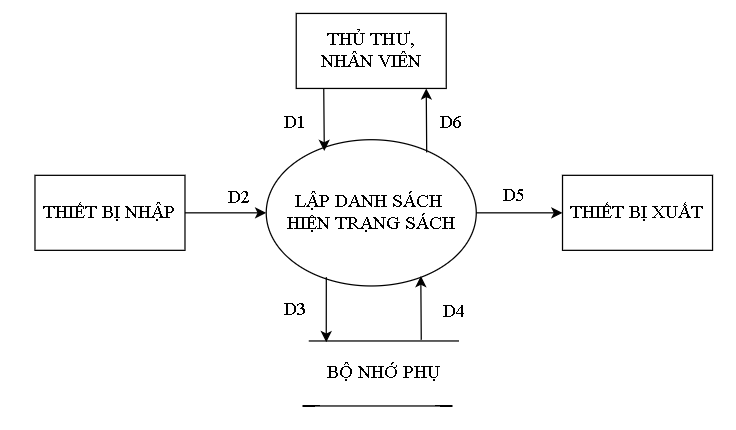 THỦ THƯ,
NHÂN VIÊN
D1
D6
THIẾT BỊ NHẬP
D2
LẬP DANH SÁCH
HIỆN TRẠNG SÁCH
D5
THIẾT BỊ XUẤT
D3
D4
BỘ NHỚ PHỤ